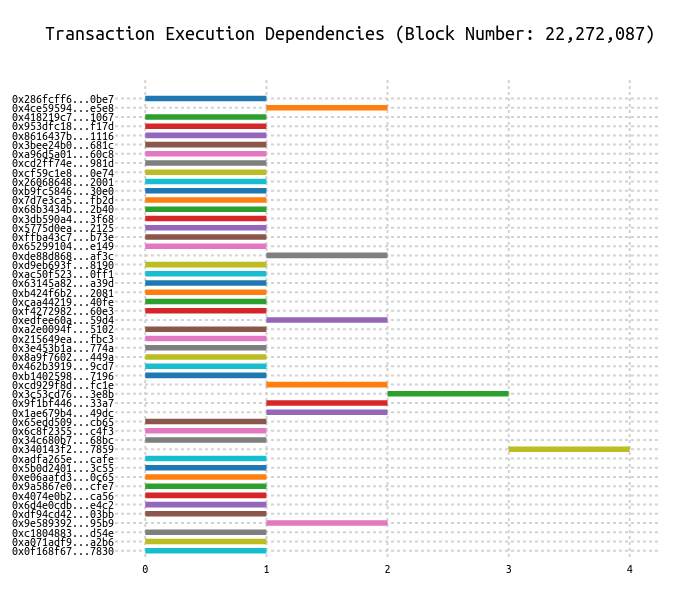 Transaction Execution Dependencies (Block Number: 22,272,087)
0x286fcff6...0be7
0x4ce59594...e5e8
0x418219c7...1067
0x953dfc18...f17d
0x8616437b...1116
0x3bee24b0...681c
0xa96d5a01...60c8
0xcd2ff74e...981d
0xcf59c1e8...0e74
0x26068648...2001
0xb9fc5846...30e0
0x7d7e3ca5...fb2d
0x68b3434b...2b40
0x3db590a4...3f68
0x5775d0ea...2125
0xffba43c7...b73e
0x65299104...e149
0xde88d868...af3c
0xd9eb693f...8190
0xac50f523...0ff1
0x63145a82...a39d
0xb424f6b2...2081
0xcaa44219...40fe
0xf4272982...60e3
0xedfee60a...59d4
0xa2e0094f...5102
0x215649ea...fbc3
0x3e453b1a...774a
0x8a9f7602...449a
0x462b3919...9cd7
0xb1402598...7196
0xcd929f8d...fc1e
0x3c53cd76...3e8b
0x9f1bf446...33a7
0x1ae679b4...49dc
0x65edd509...cb65
0x6c8f2355...c4f3
0x34c680b7...68bc
0x340143f2...7859
0xadfa265e...cafe
0x5b0d2401...3c55
0xe06aafd3...0c65
0x9a5867e0...cfe7
0x4074e0b2...ca56
0x6d4e0cdb...e4c2
0xdf94cd42...03bb
0x9e589392...95b9
0xc1804883...d54e
0xa071adf9...a2b6
0x0f168f67...7830
0 1 2 3 4